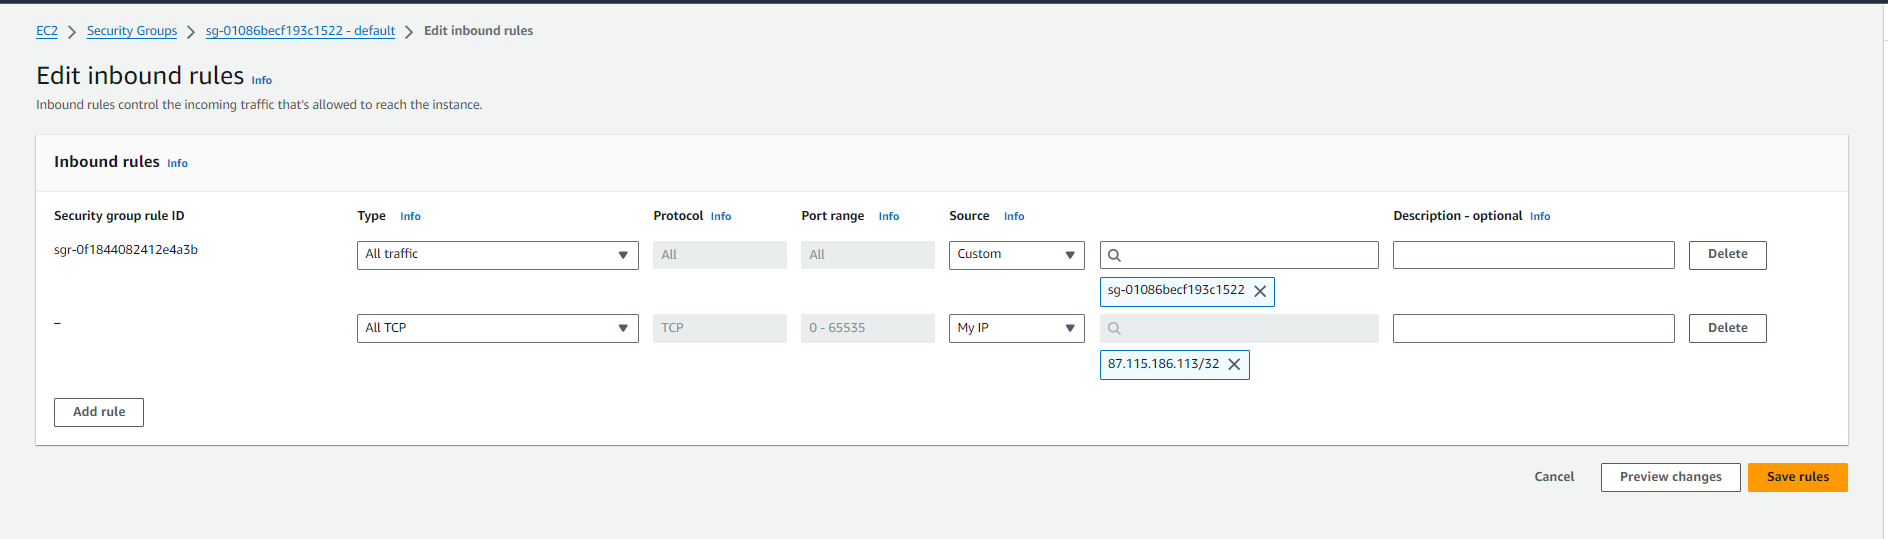 EC2 > Security Groups > sg-01086becf193c1522 - default > Edit inbound rules
Edit inbound rules Info
Inbound rules control the incoming traffic that's allowed to reach the instance.
Inbound rules Info
Security group rule ID Type Info Protocol Info Port range Info Source Info Description - optional Info
sgr-0f1844082412e4a3b All traffic All All Custom Delete
sg-01086becf193c1522
– All TCP TCP 0 - 65535 My IP Delete
87.115.186.113/32
Add rule
Cancel Preview changes Save rules